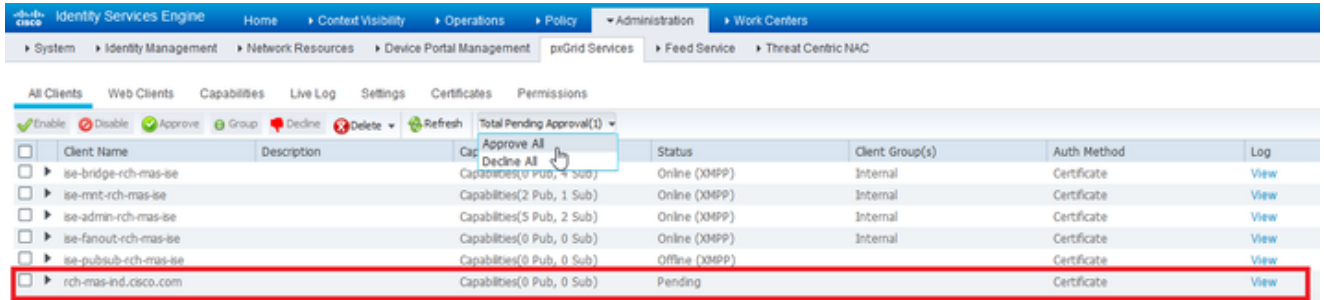 cisco Identity Services Engine Home Context Visibility Operations Policy Administration Work Centers
System Identity Management Network Resources Device Portal Management pxGrid Services Feed Service Threat Centric NAC
All Clients Web Clients Capabilities Live Log Settings Certificates Permissions
Enable Disable Approve Group Decline Delete Refresh Total Pending Approval(1)
Approve All
Decline All
Client Name Description Cap Status Client Group(s) Auth Method Log
ise-bridge-rch-mas-ise Capabilities(0 Pub, 4 Sub) Online (XMPP) Internal Certificate View
ise-mnt-rch-mas-ise Capabilities(2 Pub, 1 Sub) Online (XMPP) Internal Certificate View
ise-admin-rch-mas-ise Capabilities(5 Pub, 2 Sub) Online (XMPP) Internal Certificate View
ise-fanout-rch-mas-ise Capabilities(0 Pub, 0 Sub) Online (XMPP) Internal Certificate View
ise-pubsub-rch-mas-ise Capabilities(0 Pub, 0 Sub) Offline (XMPP) Certificate View
rch-mas-ind.cisco.com Capabilities(0 Pub, 0 Sub) Pending Certificate View